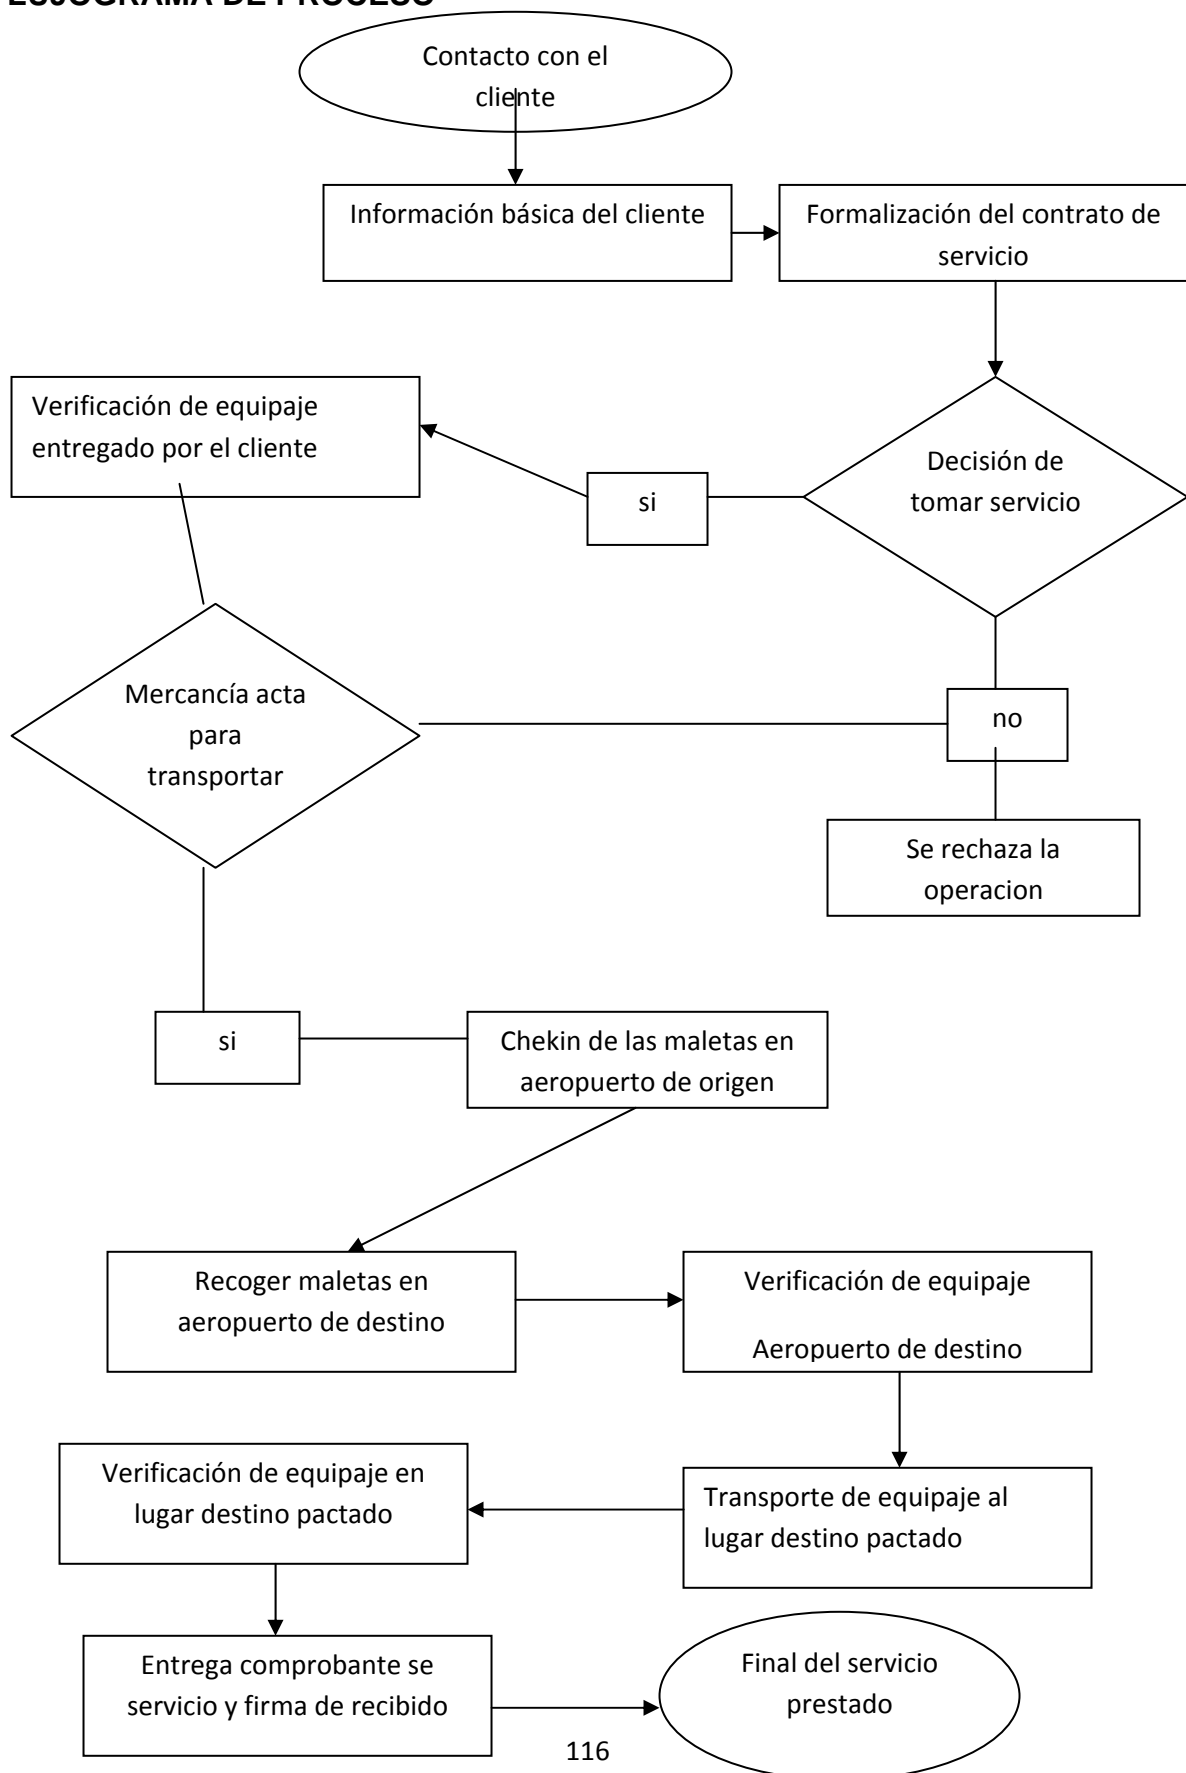 Contacto con el
cliente
Información básica del cliente
Formalización del contrato de
servicio
Verificación de equipaje
entregado por el cliente
si
Decisión de
tomar servicio
Mercancía acta
para
transportar
no
Se rechaza la
operacion
si
Chekin de las maletas en
aeropuerto de origen
Recoger maletas en
aeropuerto de destino
Verificación de equipaje
Aeropuerto de destino
Verificación de equipaje en
lugar destino pactado
Transporte de equipaje al
lugar destino pactado
Entrega comprobante se
servicio y firma de recibido
Final del servicio
prestado
116